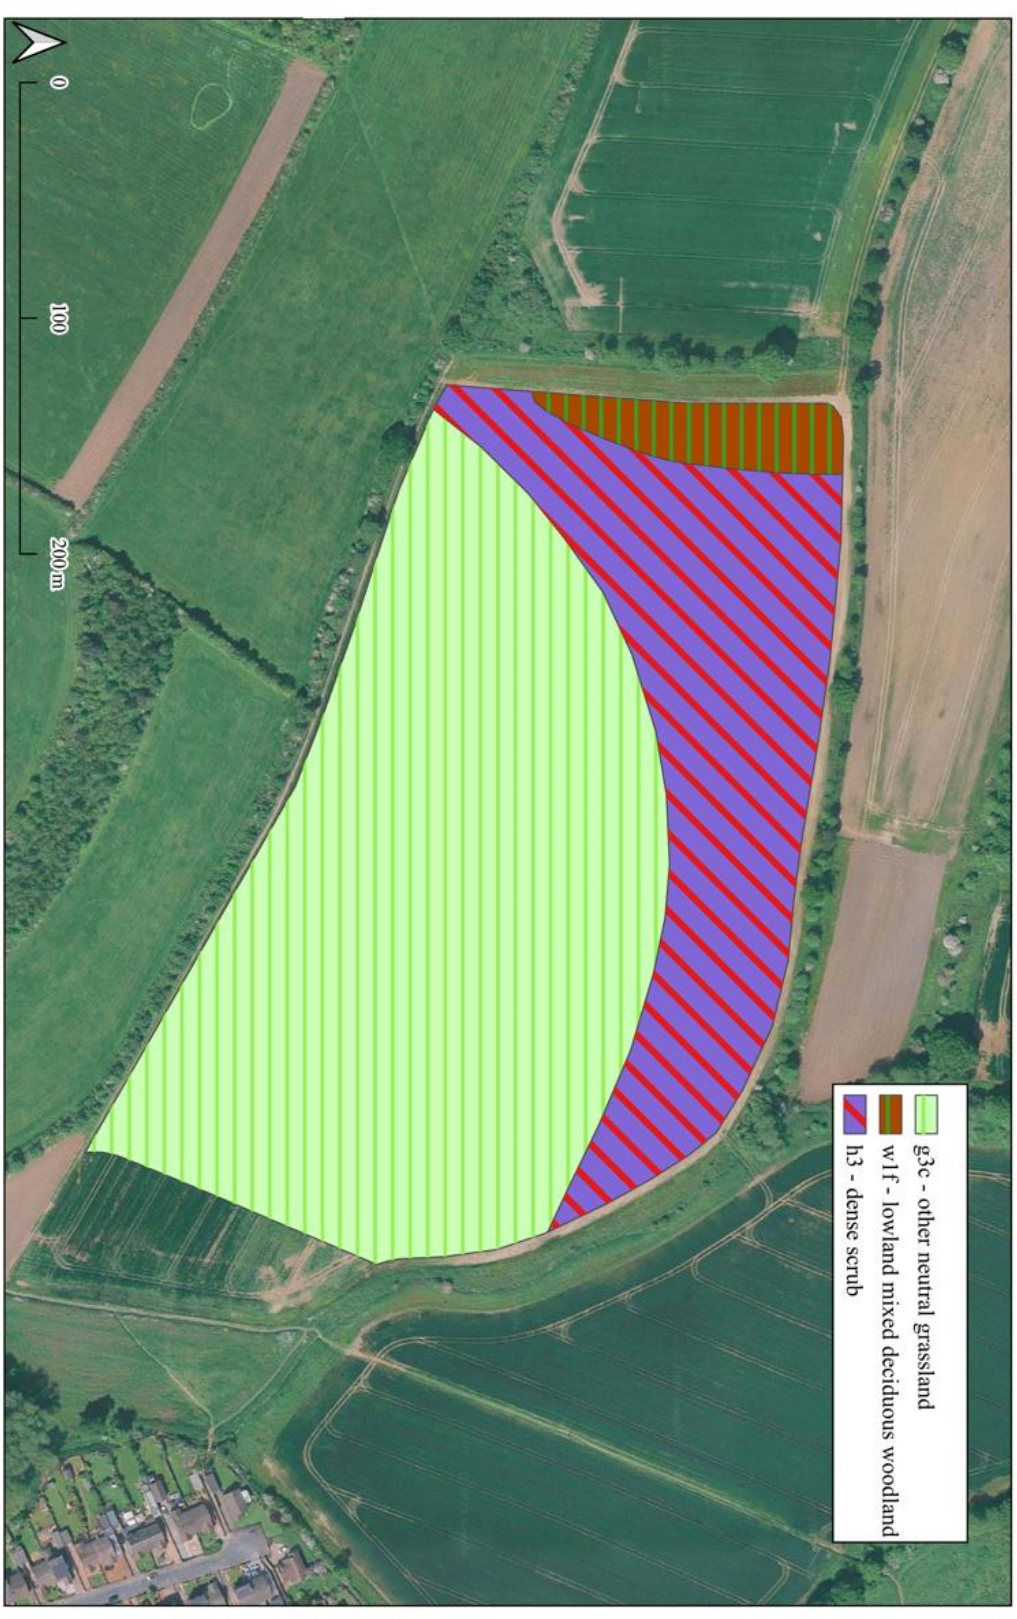 g3c - other neutral grassland
w1f - lowland mixed deciduous woodland
h3 - dense scrub
0
100
200 m